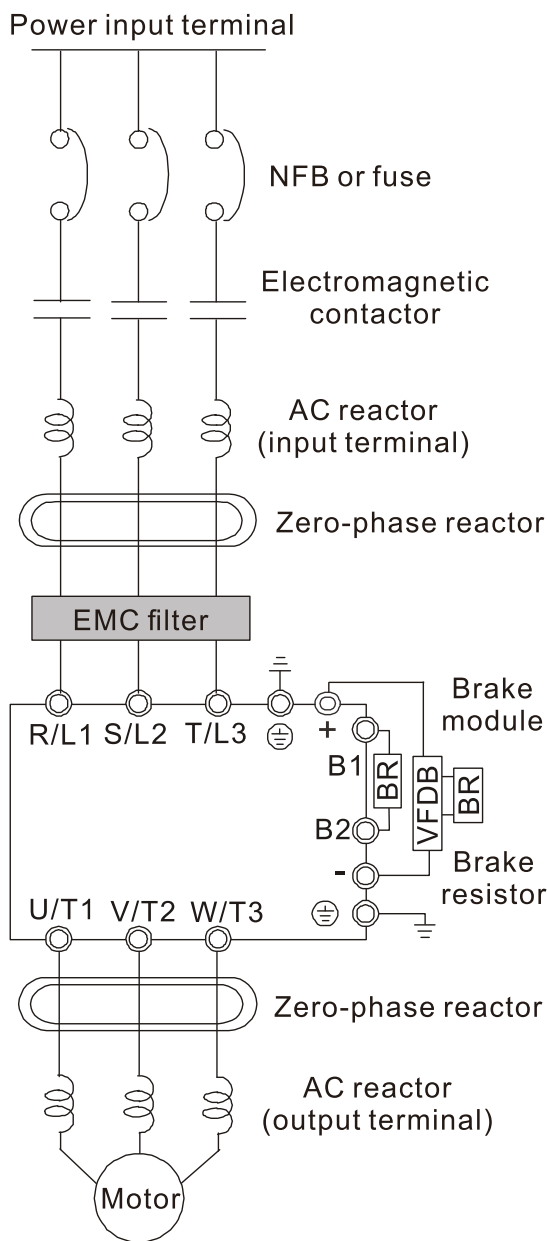 Power input terminal
NFB or fuse
Electromagnetic
contactor
AC reactor
(input terminal)
Zero-phase reactor
EMC filter
R/L1 S/L2 T/L3
+
Brake
module
B1
BR
VFDB
BR
B2
-
Brake
resistor
U/T1 V/T2 W/T3
Zero-phase reactor
AC reactor
(output terminal)
Motor